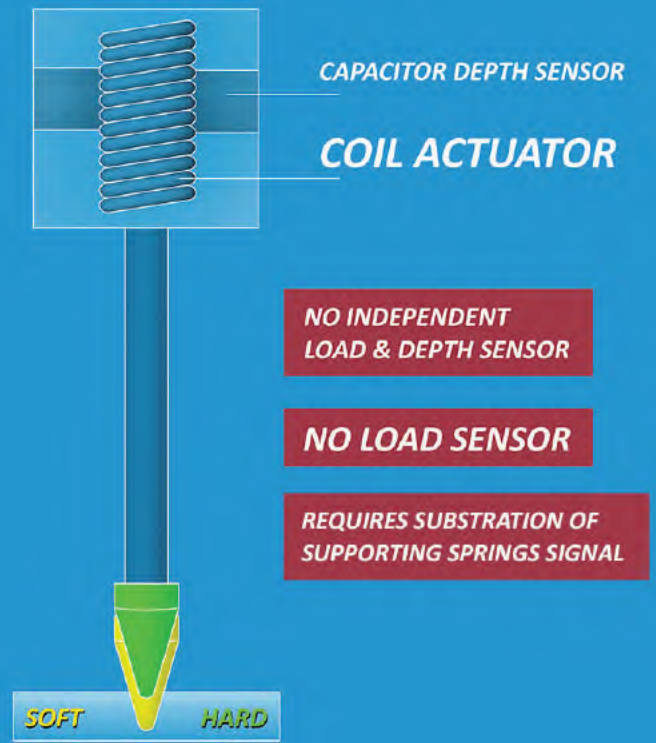 CAPACITOR DEPTH SENSOR
COIL ACTUATOR
NO INDEPENDENT
LOAD & DEPTH SENSOR
NO LOAD SENSOR
REQUIRES SUBSTRATION OF
SUPPORTING SPRINGS SIGNAL
SOFT HARD